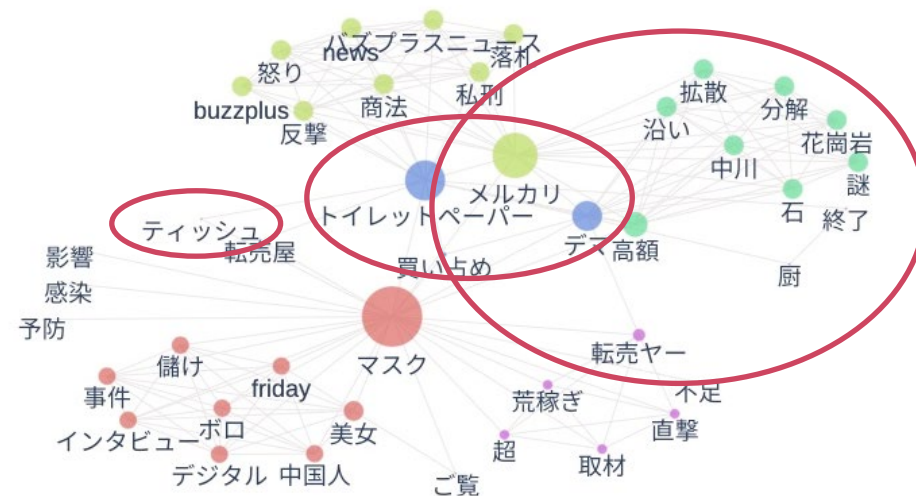 バズプラスニュース
news
落札
怒り
拡散
buzzplus
商法
私刑
分解
反撃
沿い
花崗岩
中川
謎
メルカリ
石
終了
トイレットペーパー
ティッシュ
デマ
高額
転売屋
影響
買い占め
厨
感染
予防
マスク
転売ヤー
儲け
friday
不足
事件
荒稼ぎ
インタビュー
ボロ
美女
直撃
超
デジタル
中国人
取材
ご覧